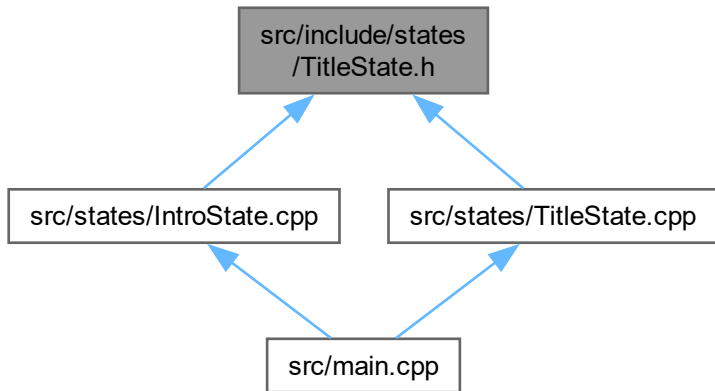 src/include/states
/TitleState.h
src/states/IntroState.cpp
src/states/TitleState.cpp
src/main.cpp